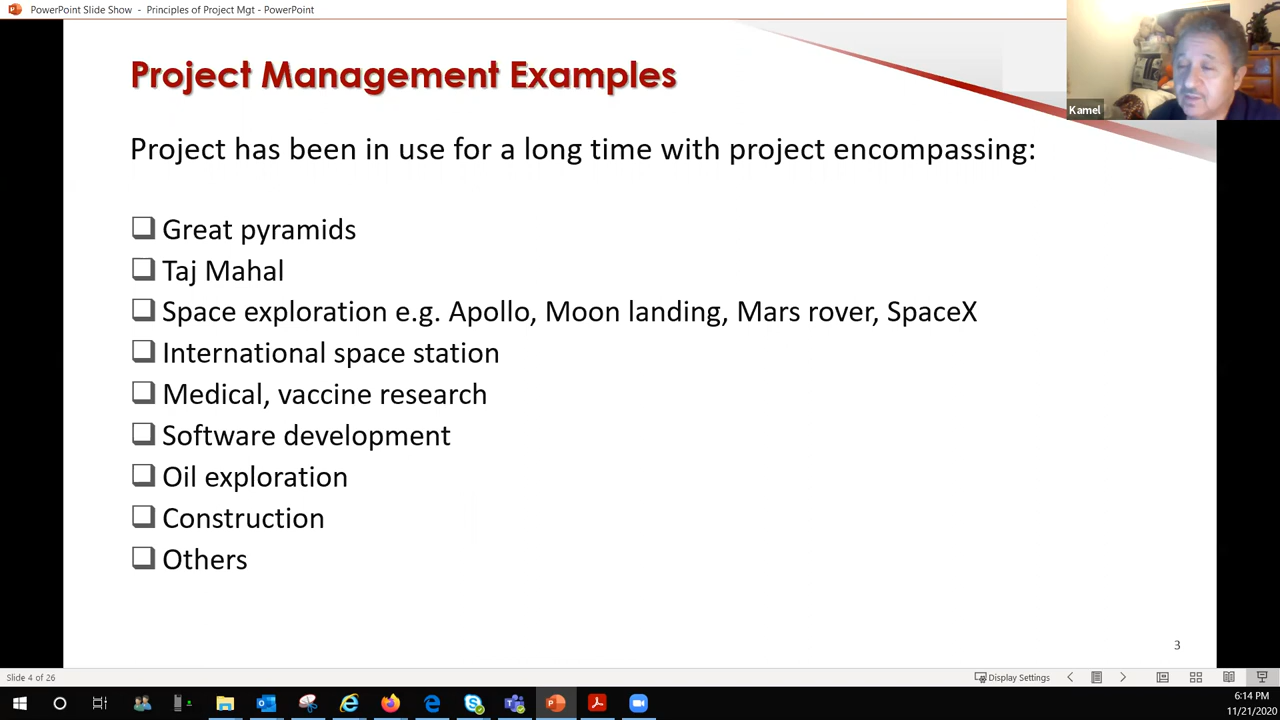 PowerPoint Slide Show - Principles of Project Mgt - PowerPoint
Kamel
Project Management Examples
Project has been in use for a long time with project encompassing:
Great pyramids
Taj Mahal
Space exploration e.g. Apollo, Moon landing, Mars rover, SpaceX
International space station
Medical, vaccine research
Software development
Oil exploration
Construction
Others
3
Slide 4 of 26
Display Settings
6:14 PM
11/21/2020